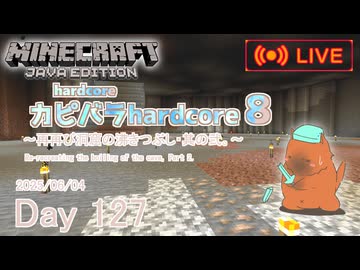 MINECRAFT
JAVA EDITION
LIVE
hardcore
カピバラhardcore 8
～再再び洞窟の沸きつぶし・其の弐。～
Re-recreating the boiling of the cave, Part 2.
2025/06/04
Day 127